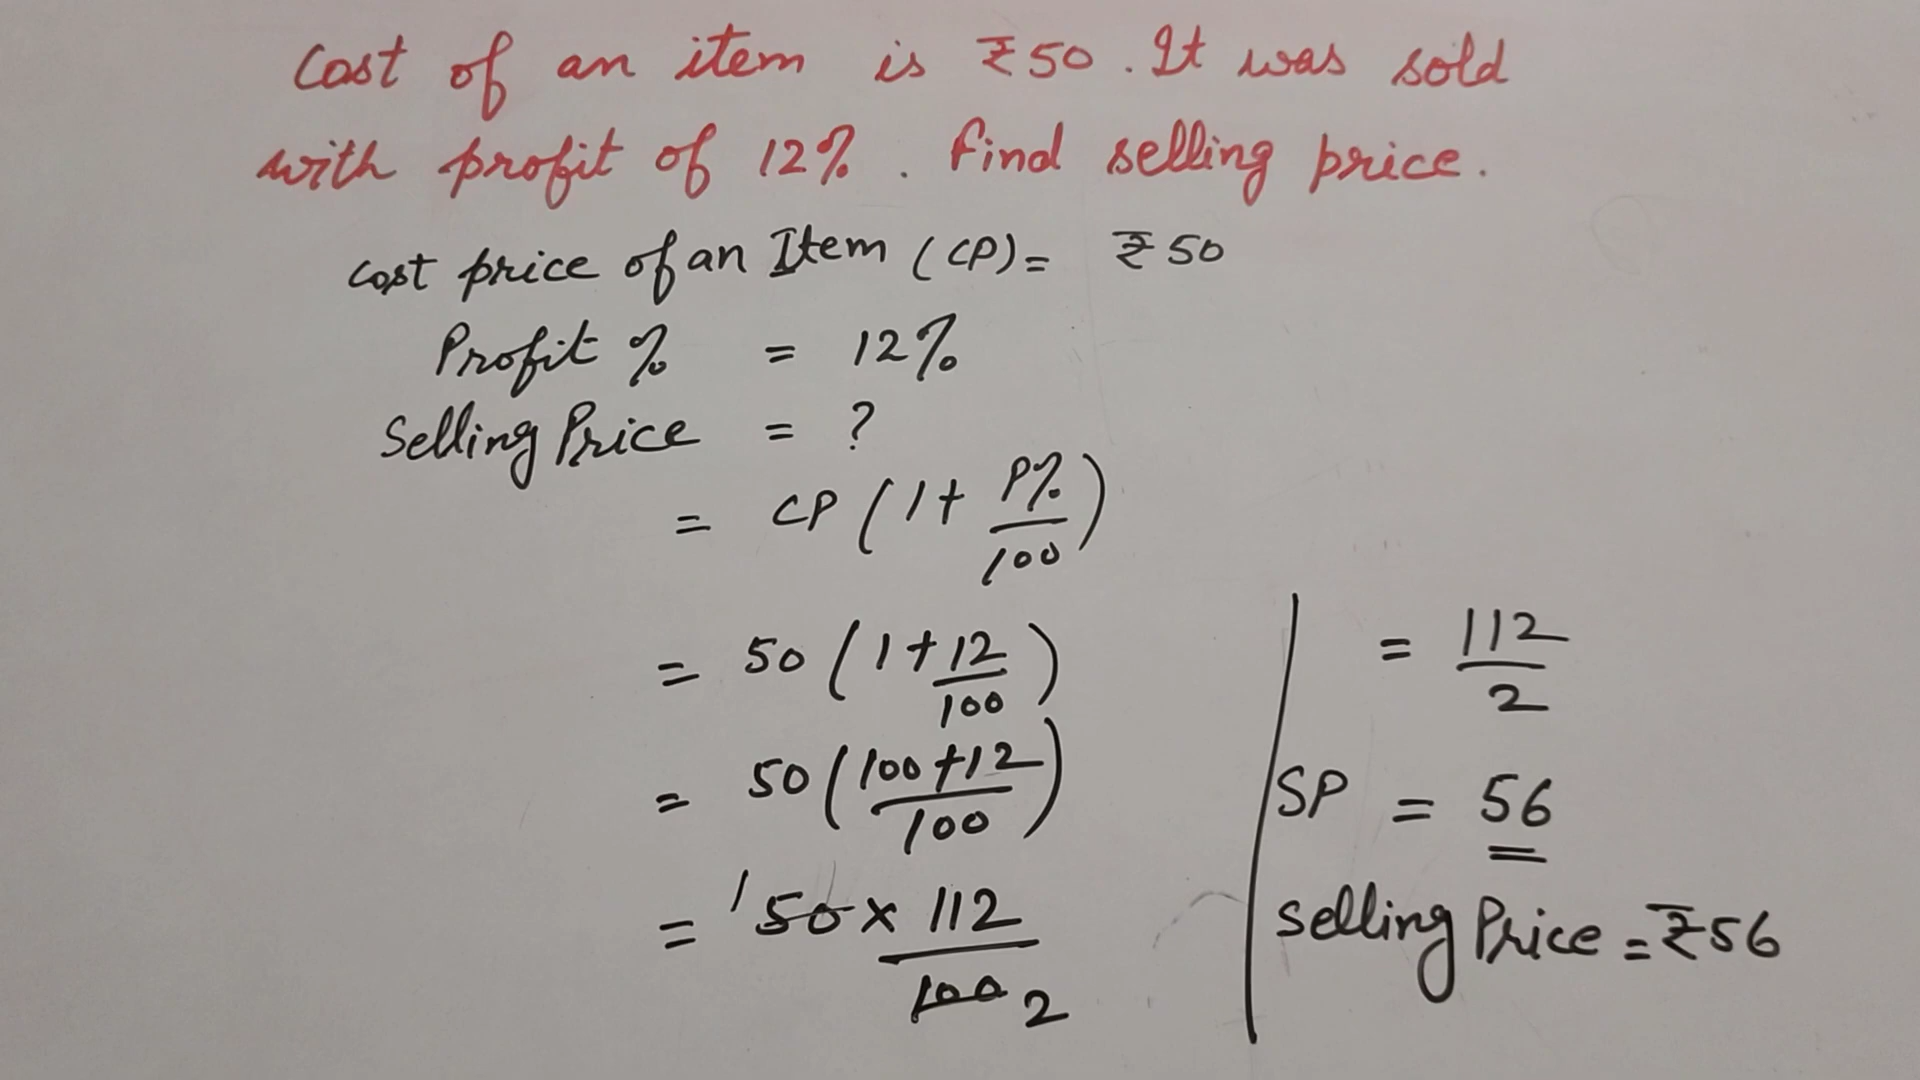 Cost of an item is ₹50. It was sold
with profit of 12%. find selling price.
cost price of an Item (CP) = ₹50
Profit % = 12%
Selling Price = ?
= CP (1 + P%/100)
= 50 (1 + 12/100)
= 50 (100+12/100)
= 1 50 × 112/100 2
= 112/2
SP = 56
Selling Price = ₹56